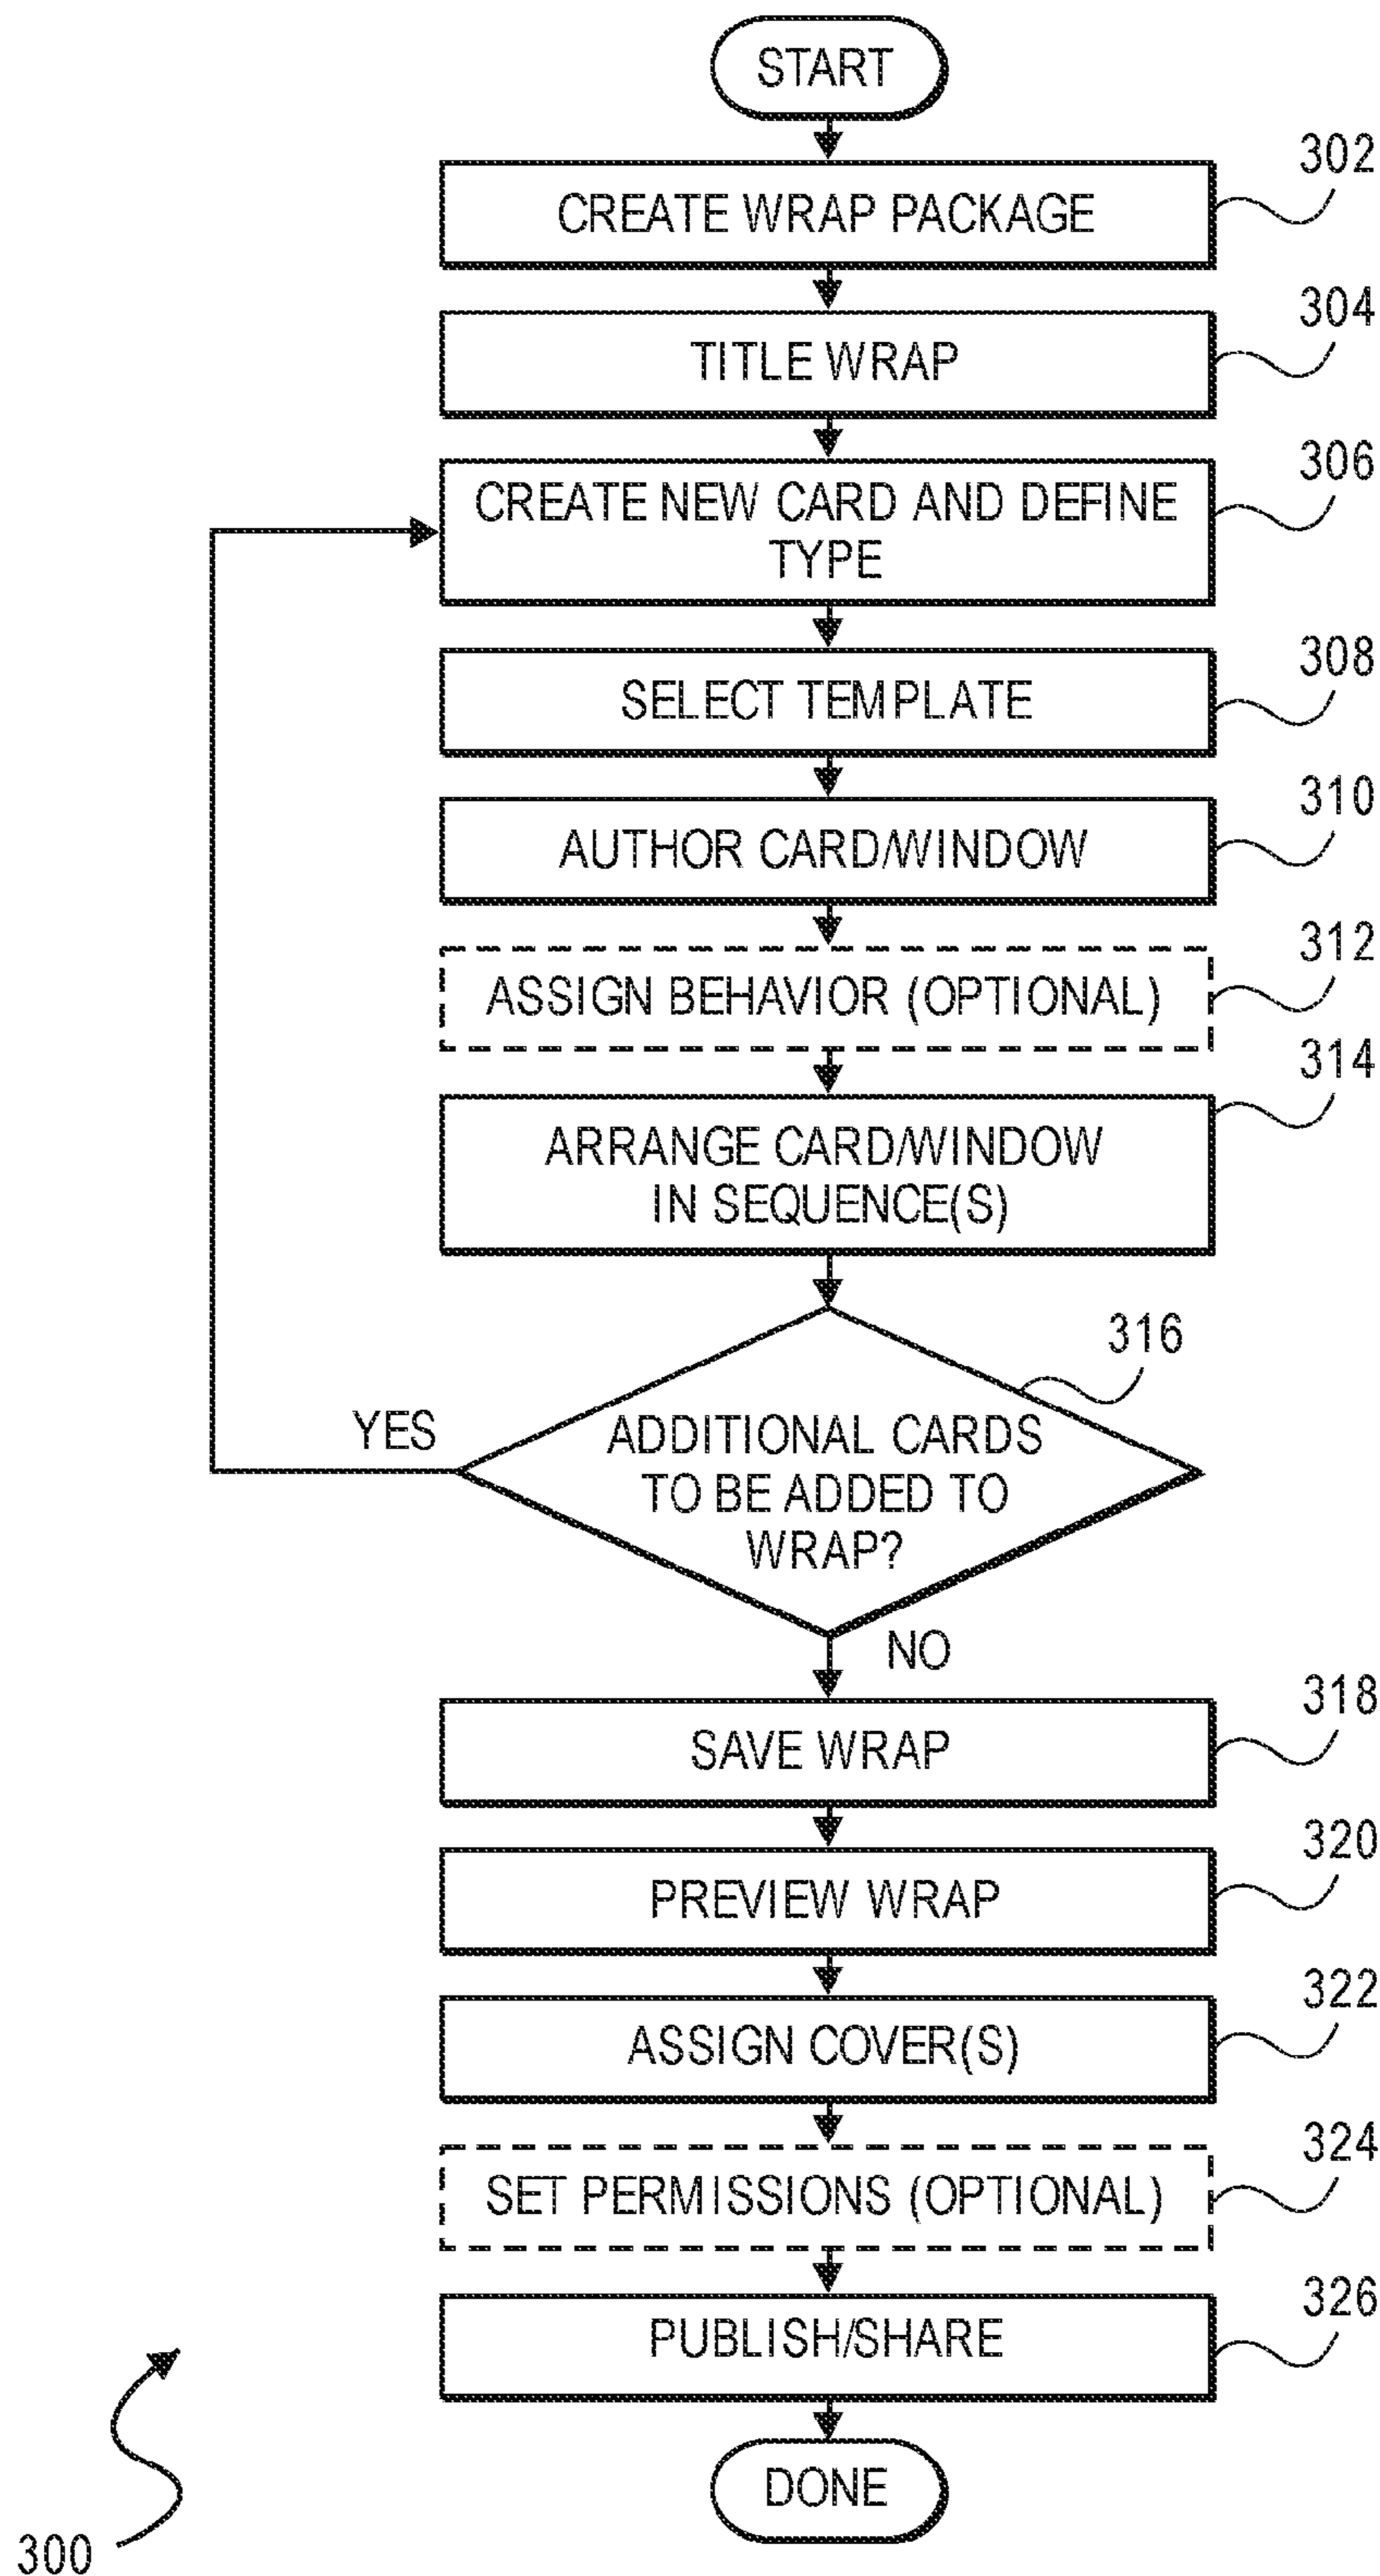 START
CREATE WRAP PACKAGE
302
TITLE WRAP
304
CREATE NEW CARD AND DEFINE
TYPE
306
SELECT TEMPLATE
308
AUTHOR CARD/WINDOW
310
ASSIGN BEHAVIOR (OPTIONAL)
312
ARRANGE CARD/WINDOW
IN SEQUENCE(S)
314
316
YES
ADDITIONAL CARDS
TO BE ADDED TO
WRAP?
NO
SAVE WRAP
318
PREVIEW WRAP
320
ASSIGN COVER(S)
322
SET PERMISSIONS (OPTIONAL)
324
PUBLISH/SHARE
326
DONE
300